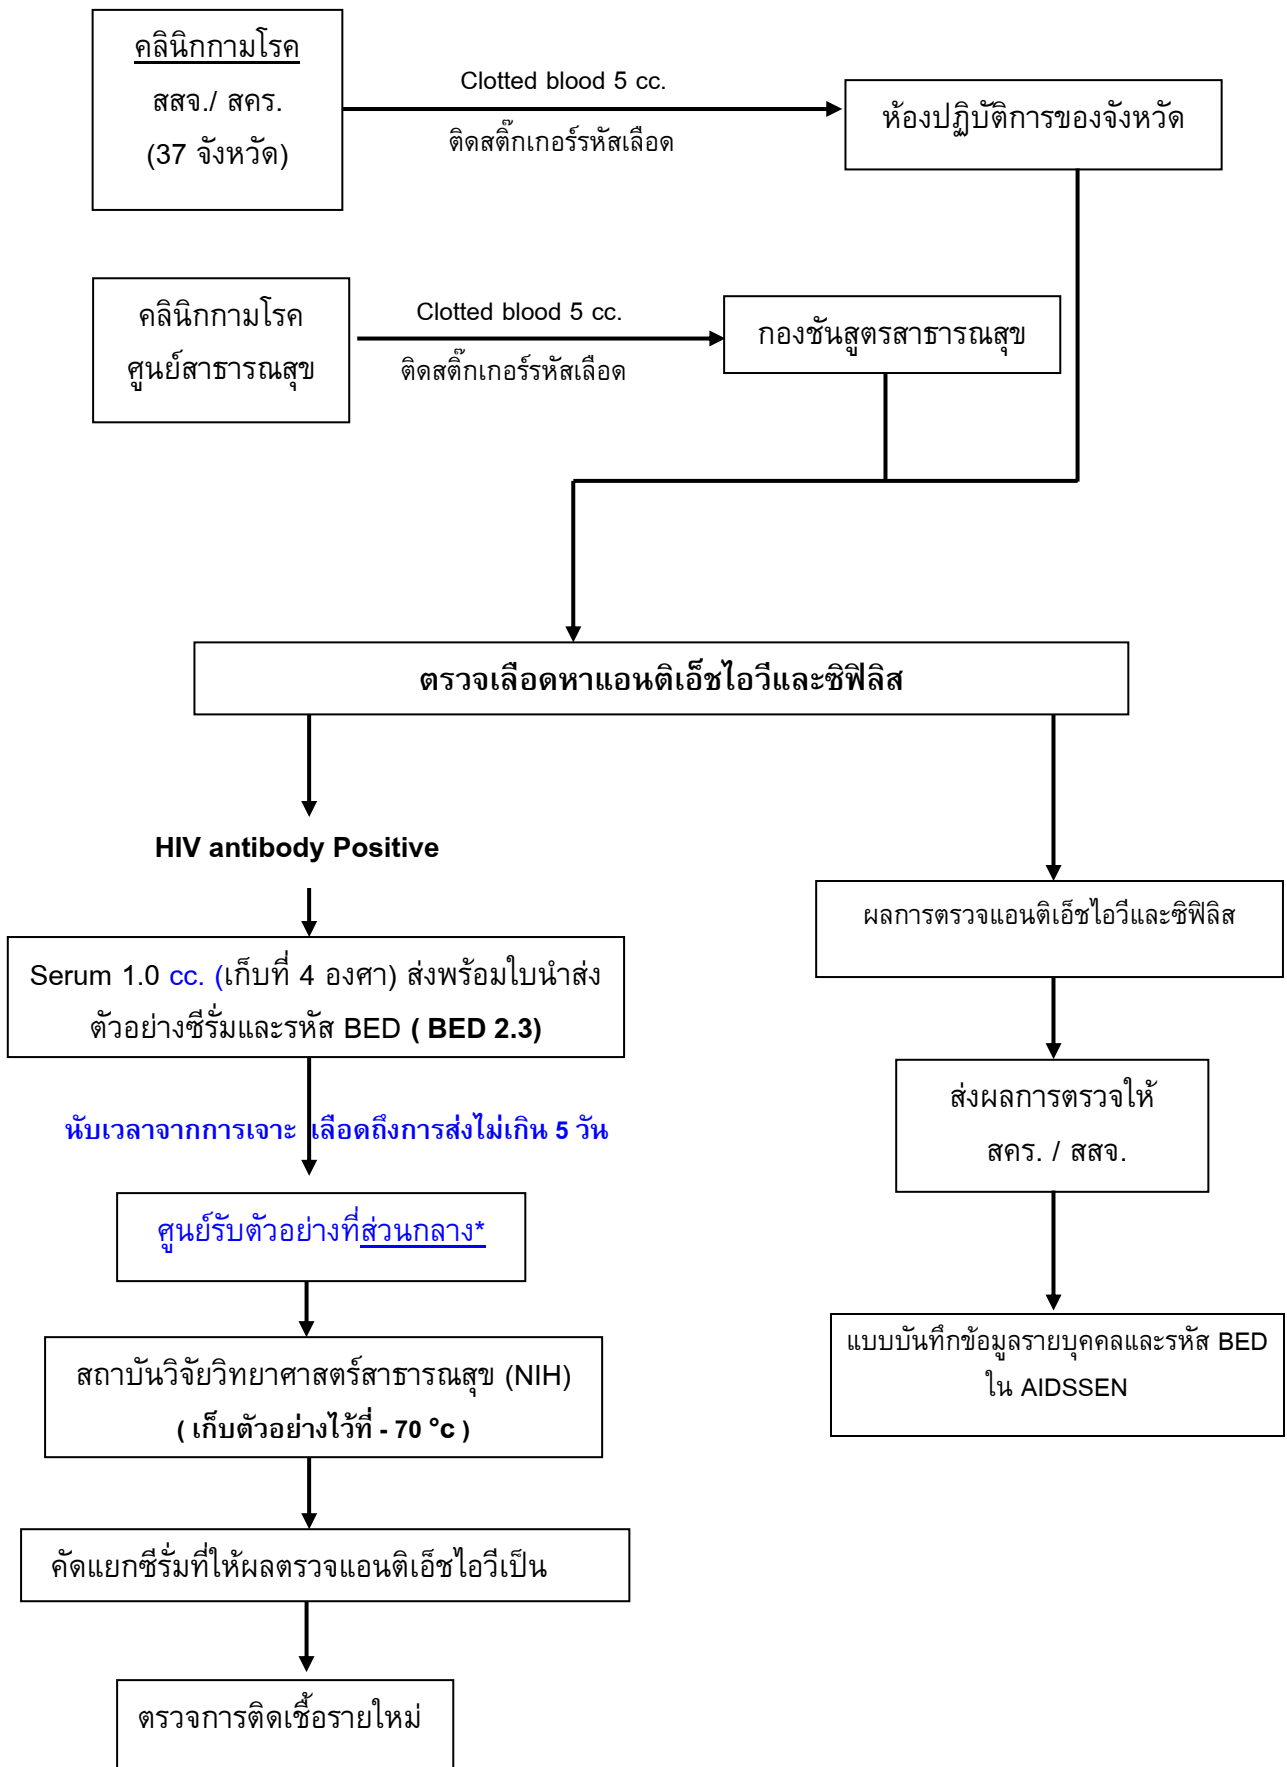 คลินิกกามโรค
สสจ./ สคร.
(37 จังหวัด)
Clotted blood 5 cc.
ติดสติ๊กเกอร์รหัสเลือด
ห้องปฏิบัติการของจังหวัด
คลินิกกามโรค
ศูนย์สาธารณสุข
Clotted blood 5 cc.
ติดสติ๊กเกอร์รหัสเลือด
กองชันสูตรสาธารณสุข
ตรวจเลือดหาแอนติเอ็ชไอวีและซิฟิลิส
HIV antibody Positive
Serum 1.0 cc. (เก็บที่ 4 องศา) ส่งพร้อมใบนำส่ง
ตัวอย่างซีรั่มและรหัส BED ( BED 2.3)
นับเวลาจากการเจาะ เลือดถึงการส่งไม่เกิน 5 วัน
ศูนย์รับตัวอย่างที่ส่วนกลาง*
สถาบันวิจัยวิทยาศาสตร์สาธารณสุข (NIH)
( เก็บตัวอย่างไว้ที่ - 70 °c )
คัดแยกซีรั่มที่ให้ผลตรวจแอนติเอ็ชไอวีเป็น
ตรวจการติดเชื้อรายใหม่
ผลการตรวจแอนติเอ็ชไอวีและซิฟิลิส
ส่งผลการตรวจให้
สคร. / สสจ.
แบบบันทึกข้อมูลรายบุคคลและรหัส BED
ใน AIDSSEN